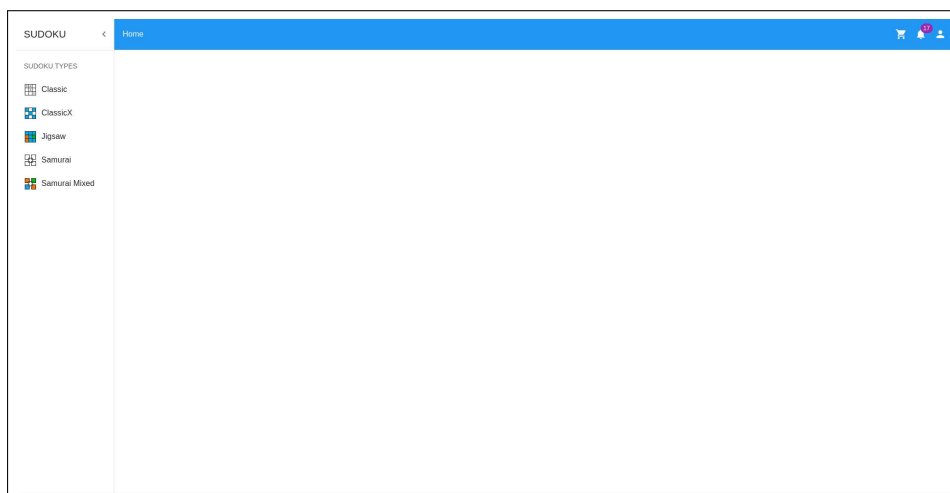 SUDOKU
Home
17
SUDOKU TYPES
Classic
ClassicX
Jigsaw
Samurai
Samurai Mixed